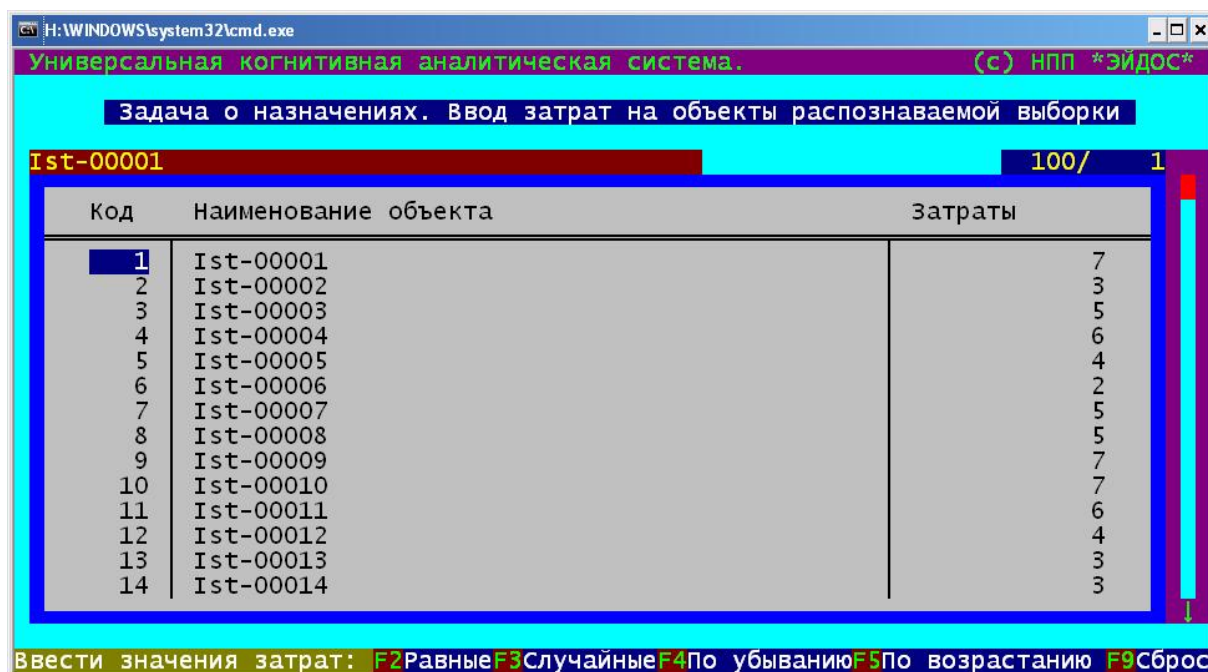 H:\WINDOWS\system32\cmd.exe
Универсальная когнитивная аналитическая система. (c) НПП *ЭЙДОС*
Задача о назначениях. Ввод затрат на объекты распознаваемой выборки
Ist-00001 100/ 1
Код Наименование объекта Затраты
1 Ist-00001 7
2 Ist-00002 3
3 Ist-00003 5
4 Ist-00004 6
5 Ist-00005 4
6 Ist-00006 2
7 Ist-00007 5
8 Ist-00008 5
9 Ist-00009 7
10 Ist-00010 7
11 Ist-00011 6
12 Ist-00012 4
13 Ist-00013 3
14 Ist-00014 3
Ввести значения затрат: F2Равные F3Случайные F4По убыванию F5По возрастанию F9Сброс